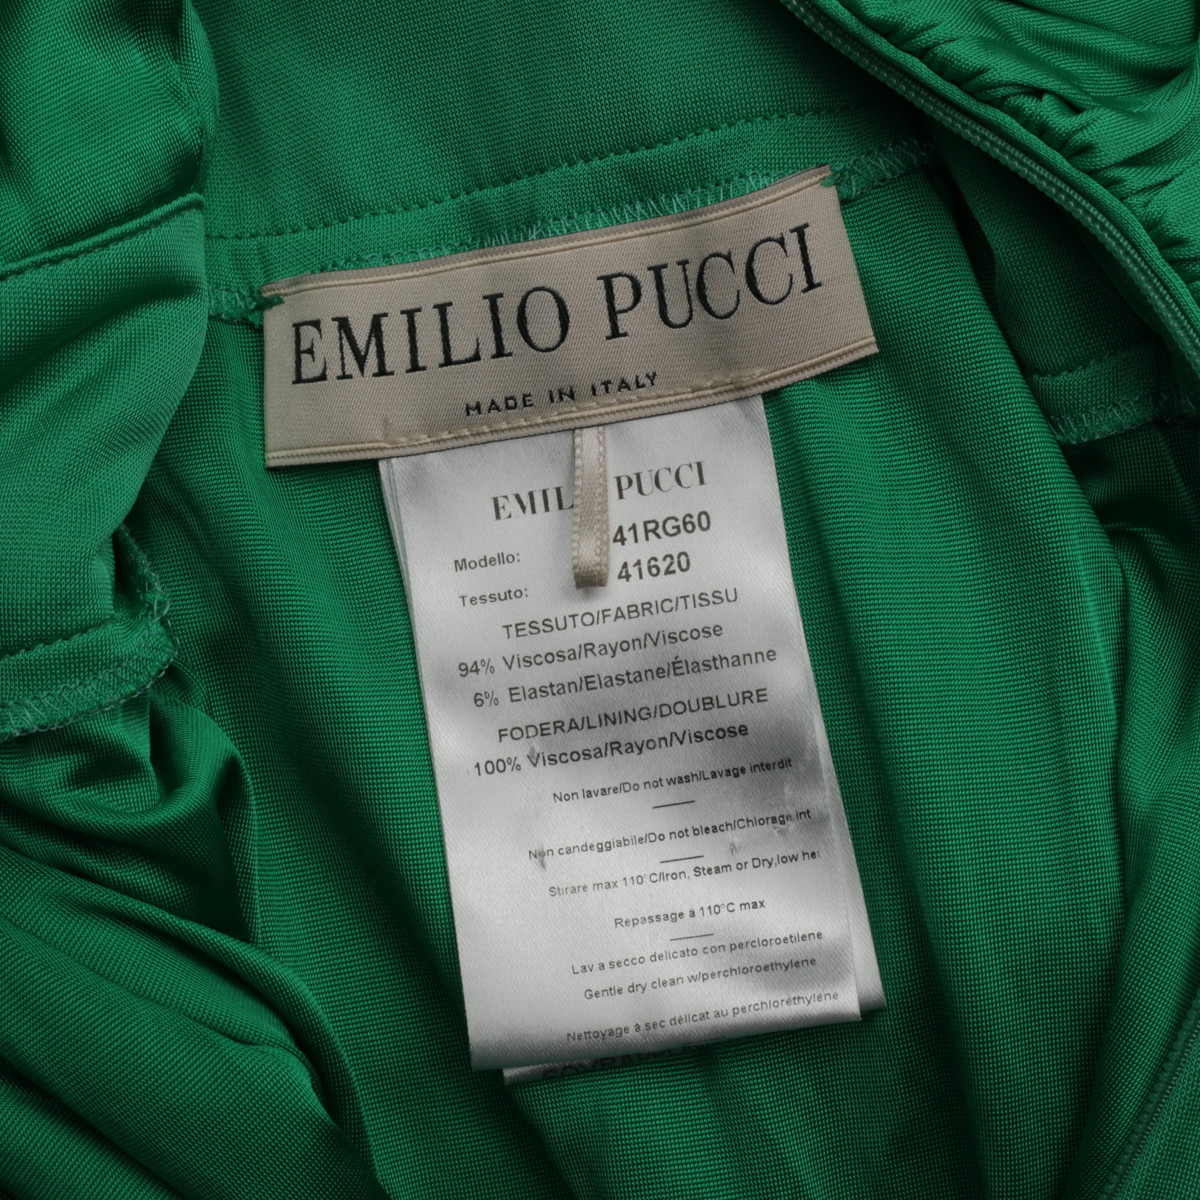 EMILIO PUCCI
MADE IN ITALY
EMIL PUCCI
Modello: 41RG60
Tessuto: 41620
TESSUTO/FABRIC/TISSU
94% Viscosa/Rayon/Viscose
6% Elastan/Elastane/Élasthanne
FODERA/LINING/DOUBLURE
100% Viscosa/Rayon/Viscose
Non lavare/Do not wash/Lavage interdit
Non candeggiabile/Do not bleach/Chlorage int
Stirare max 110°C/Iron, Steam or Dry,low he
Repassage à 110°C max
Lav a secco delicato con percloroetilene
Gentle dry clean w/perchloroethylene
Nettoyage à sec délicat au perchloréthyléne